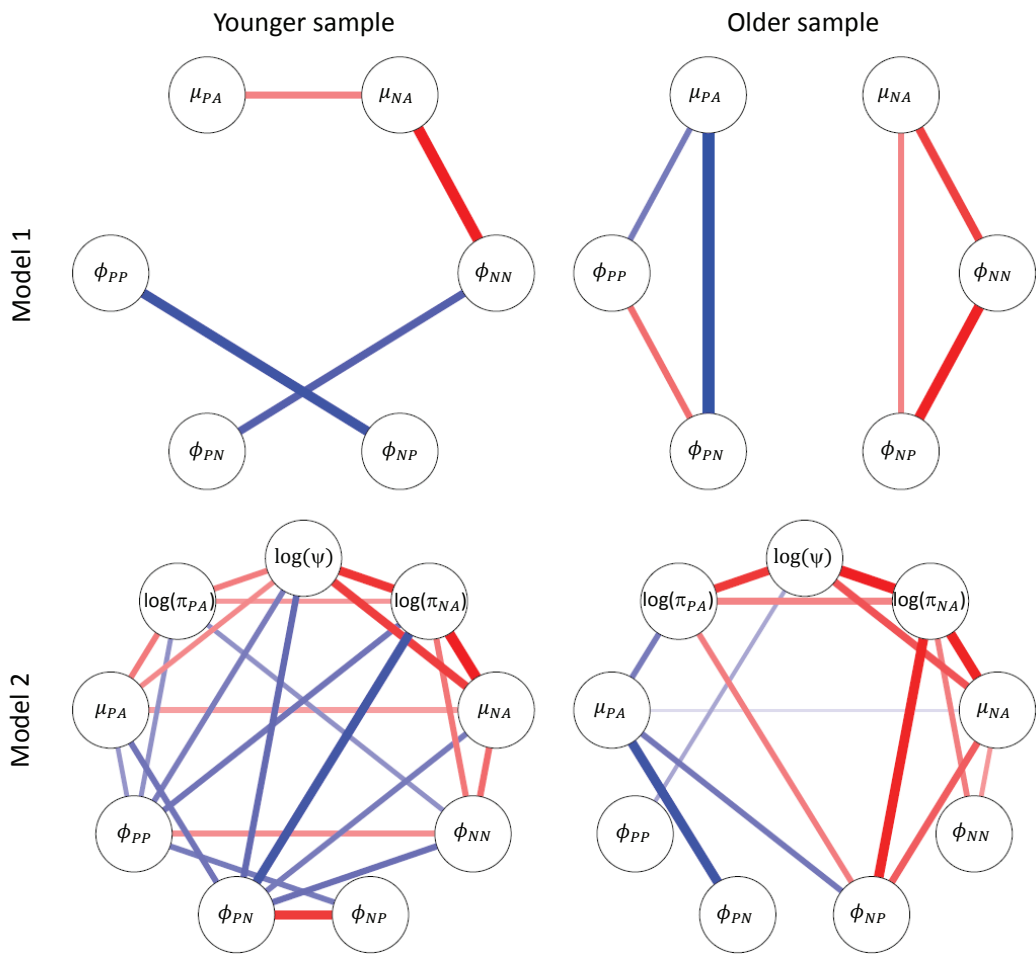 Younger sample
Older sample
Model 1
μ_PA
μ_NA
ϕ_PP
ϕ_NN
ϕ_PN
ϕ_NP
μ_PA
μ_NA
ϕ_PP
ϕ_NN
ϕ_PN
ϕ_NP
Model 2
log(ψ)
log(π_PA)
log(π_NA)
μ_PA
μ_NA
ϕ_PP
ϕ_NN
ϕ_PN
ϕ_NP
log(ψ)
log(π_PA)
log(π_NA)
μ_PA
μ_NA
ϕ_PP
ϕ_NN
ϕ_PN
ϕ_NP